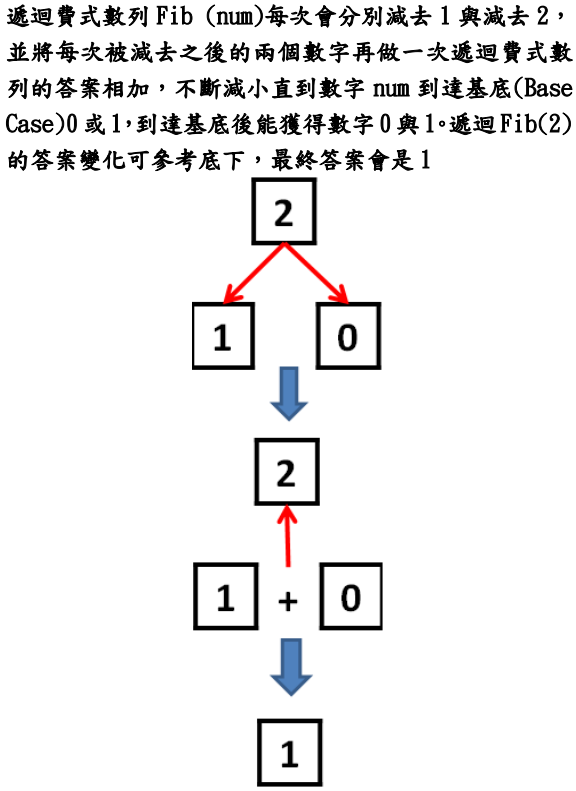 遞迴費式數列 Fib (num)每次會分別減去 1 與減去 2，
並將每次被減去之後的兩個數字再做一次遞迴費式數
列的答案相加，不斷減小直到數字 num 到達基底(Base
Case)0 或 1，到達基底後能獲得數字 0 與 1。遞迴 Fib(2)
的答案變化可參考底下，最終答案會是 1
2
1 0
2
1 + 0
1